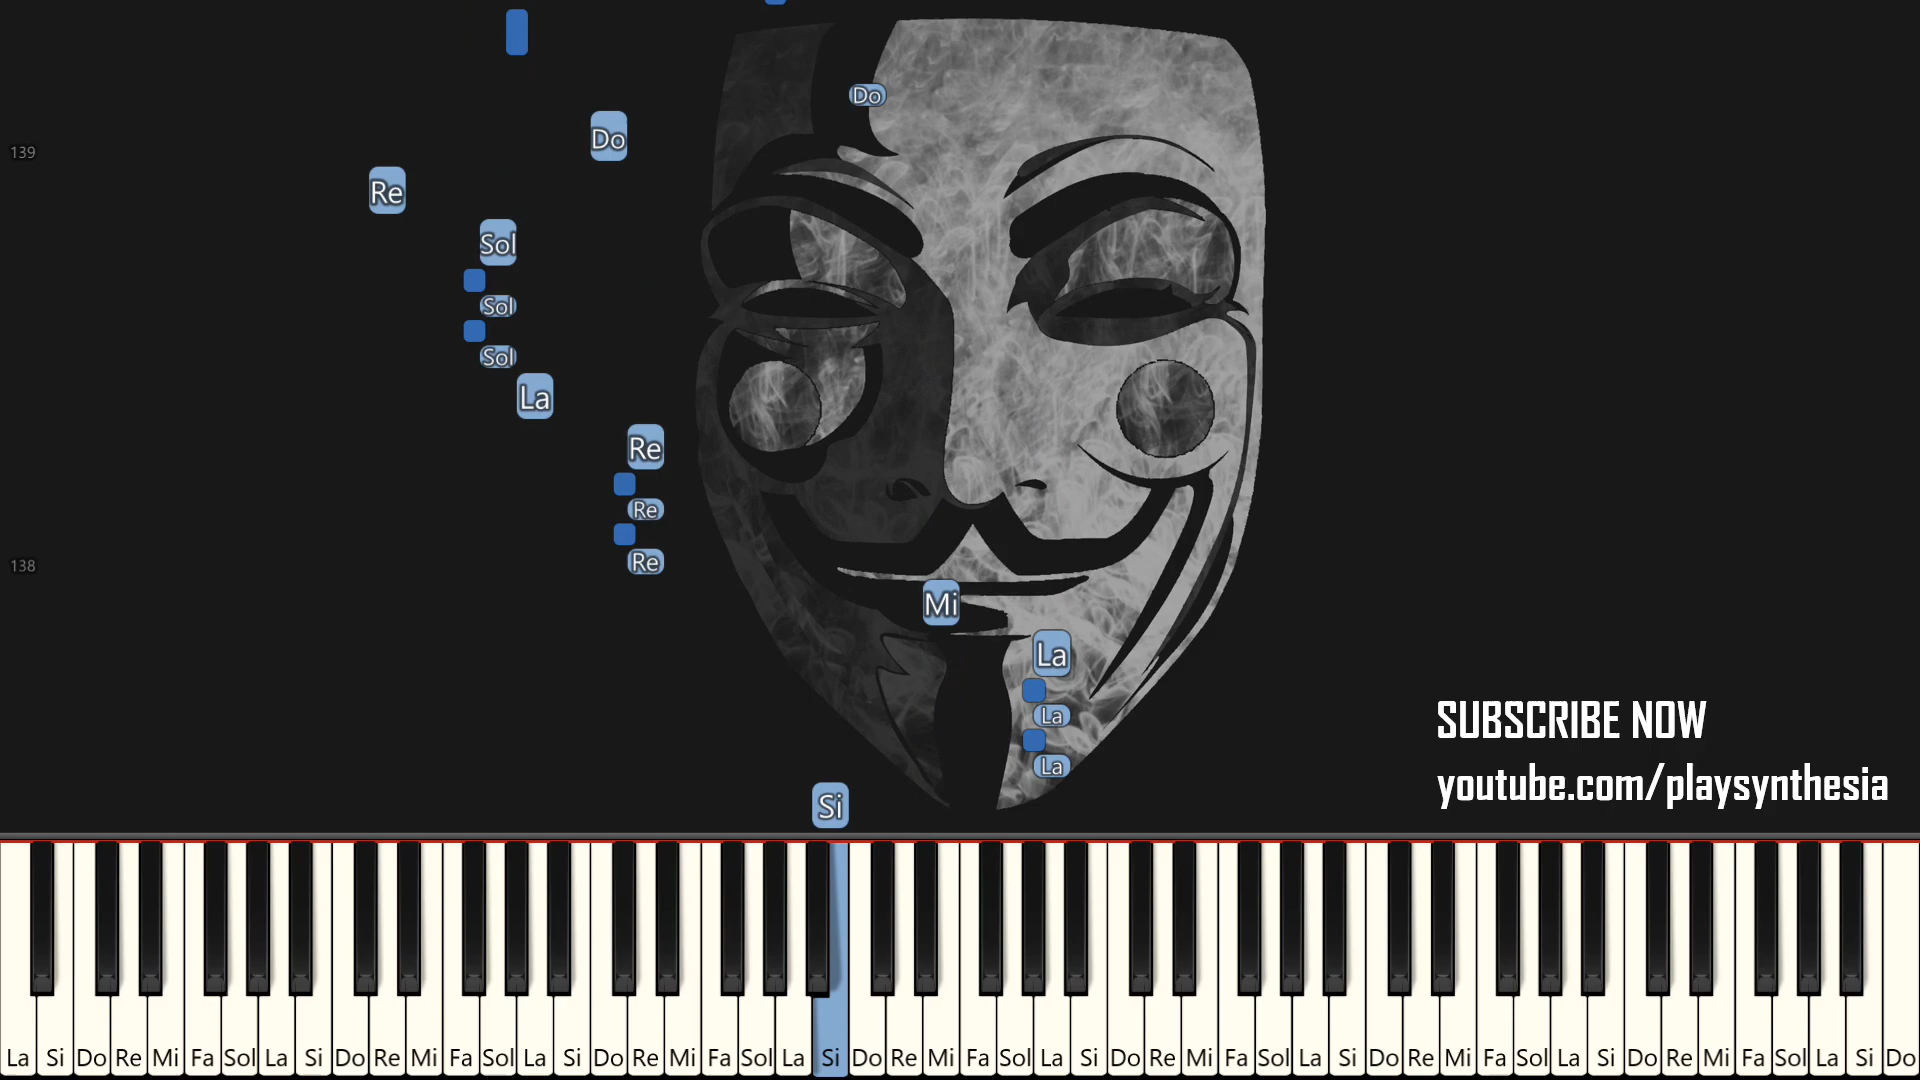 Do
Do
139
Re
Sol
Sol
Sol
La
Re
Re
138
Re
Mi
La
La
La
Si
SUBSCRIBE NOW
youtube.com/playsynthesia
La Si Do Re Mi Fa Sol La Si Do Re Mi Fa Sol La Si Do Re Mi Fa Sol La Si Do Re Mi Fa Sol La Si Do Re Mi Fa Sol La Si Do Re Mi Fa Sol La Si Do Re Mi Fa Sol La Si Do